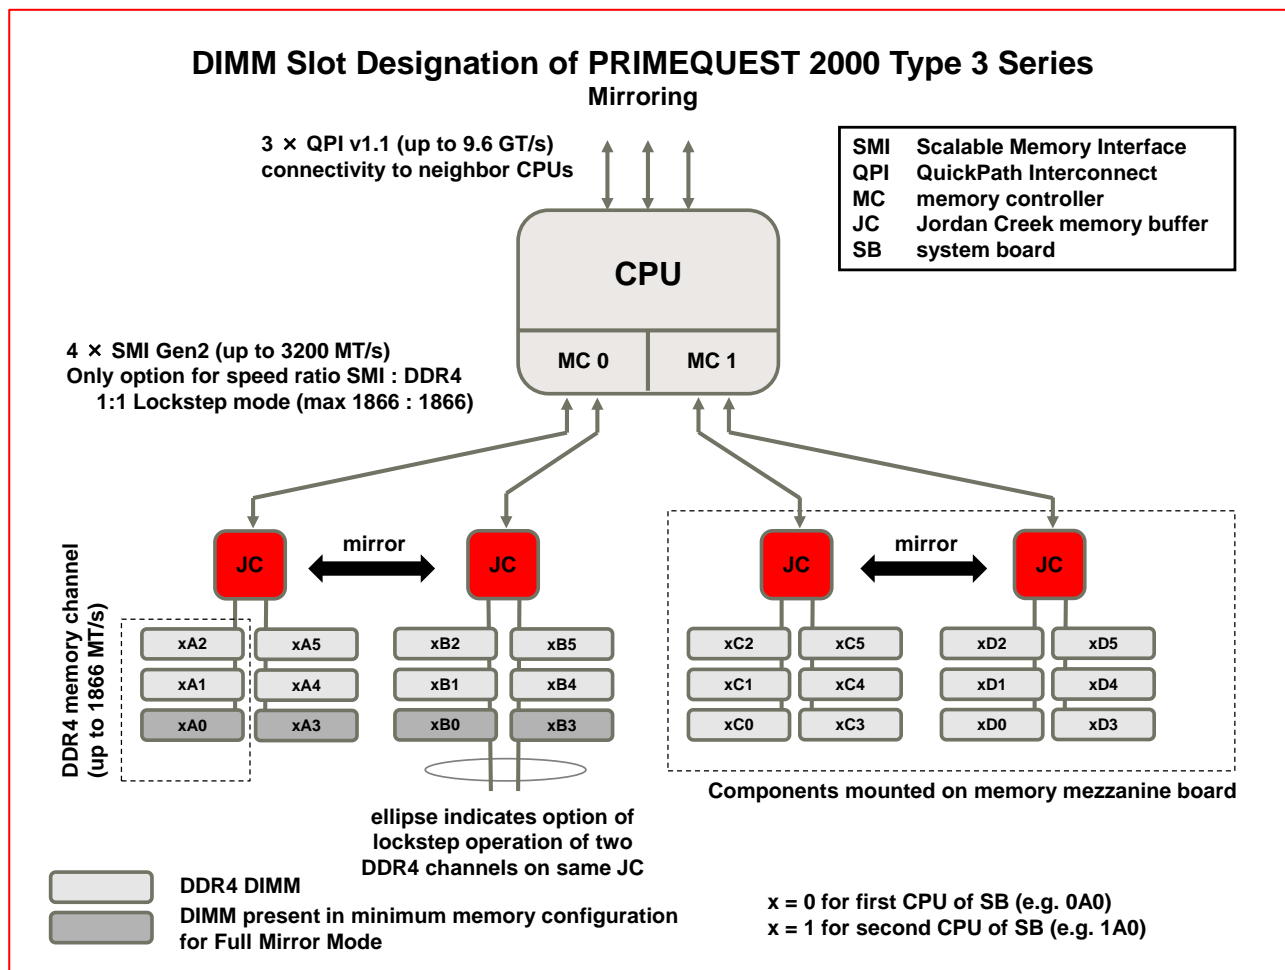 DIMM Slot Designation of PRIMEQUEST 2000 Type 3 Series
Mirroring
3 × QPI v1.1 (up to 9.6 GT/s)
connectivity to neighbor CPUs
SMI Scalable Memory Interface
QPI QuickPath Interconnect
MC memory controller
JC Jordan Creek memory buffer
SB system board
CPU
MC 0 MC 1
4 × SMI Gen2 (up to 3200 MT/s)
Only option for speed ratio SMI : DDR4
1:1 Lockstep mode (max 1866 : 1866)
JC mirror JC JC mirror JC
DDR4 memory channel
(up to 1866 MT/s)
xA2 xA5 xB2 xB5 xC2 xC5 xD2 xD5
xA1 xA4 xB1 xB4 xC1 xC4 xD1 xD4
xA0 xA3 xB0 xB3 xC0 xC3 xD0 xD3
Components mounted on memory mezzanine board
ellipse indicates option of
lockstep operation of two
DDR4 channels on same JC
DDR4 DIMM
DIMM present in minimum memory configuration
for Full Mirror Mode
x = 0 for first CPU of SB (e.g. 0A0)
x = 1 for second CPU of SB (e.g. 1A0)